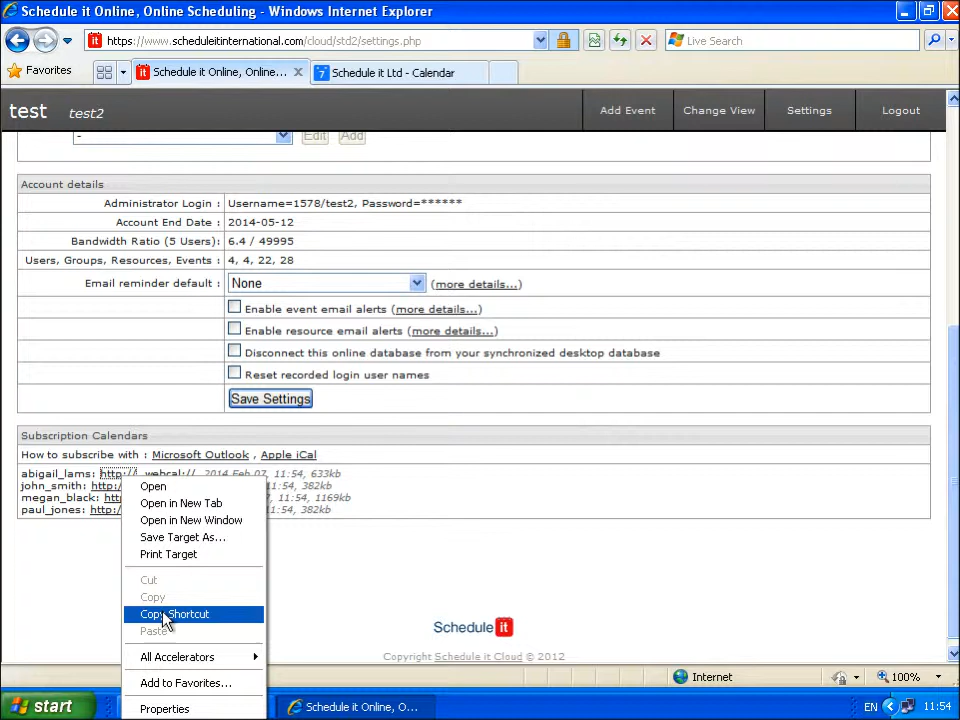 Schedule it Online, Online Scheduling - Windows Internet Explorer
https://www.scheduleitinternational.com/cloud/std2/settings.php
Live Search
Favorites
it Schedule it Online, Online...
7 Schedule it Ltd - Calendar
test test2 Add Event Change View Settings Logout
- Edit Add
Account details
Administrator Login : Username=1578/test2, Password=******
Account End Date : 2014-05-12
Bandwidth Ratio (5 Users): 6.4 / 49995
Users, Groups, Resources, Events : 4, 4, 22, 28
Email reminder default : None (more details...)
Enable event email alerts (more details...)
Enable resource email alerts (more details...)
Disconnect this online database from your synchronized desktop database
Reset recorded login user names
Save Settings
Subscription Calendars
How to subscribe with : Microsoft Outlook , Apple iCal
abigail_lams: http:// webcal:// 2014 Feb 07, 11:54, 633kb
john_smith: http:/ 11:54, 382kb
megan_black: htt 11:54, 1169kb
paul_jones: http:/ 11:54, 382kb
Open
Open in New Tab
Open in New Window
Save Target As...
Print Target
Cut
Copy
Copy Shortcut
Paste
All Accelerators
Add to Favorites...
Properties
Schedule it
Copyright Schedule it Cloud © 2012
Internet 100%
start Schedule it Online, O... EN 11:54